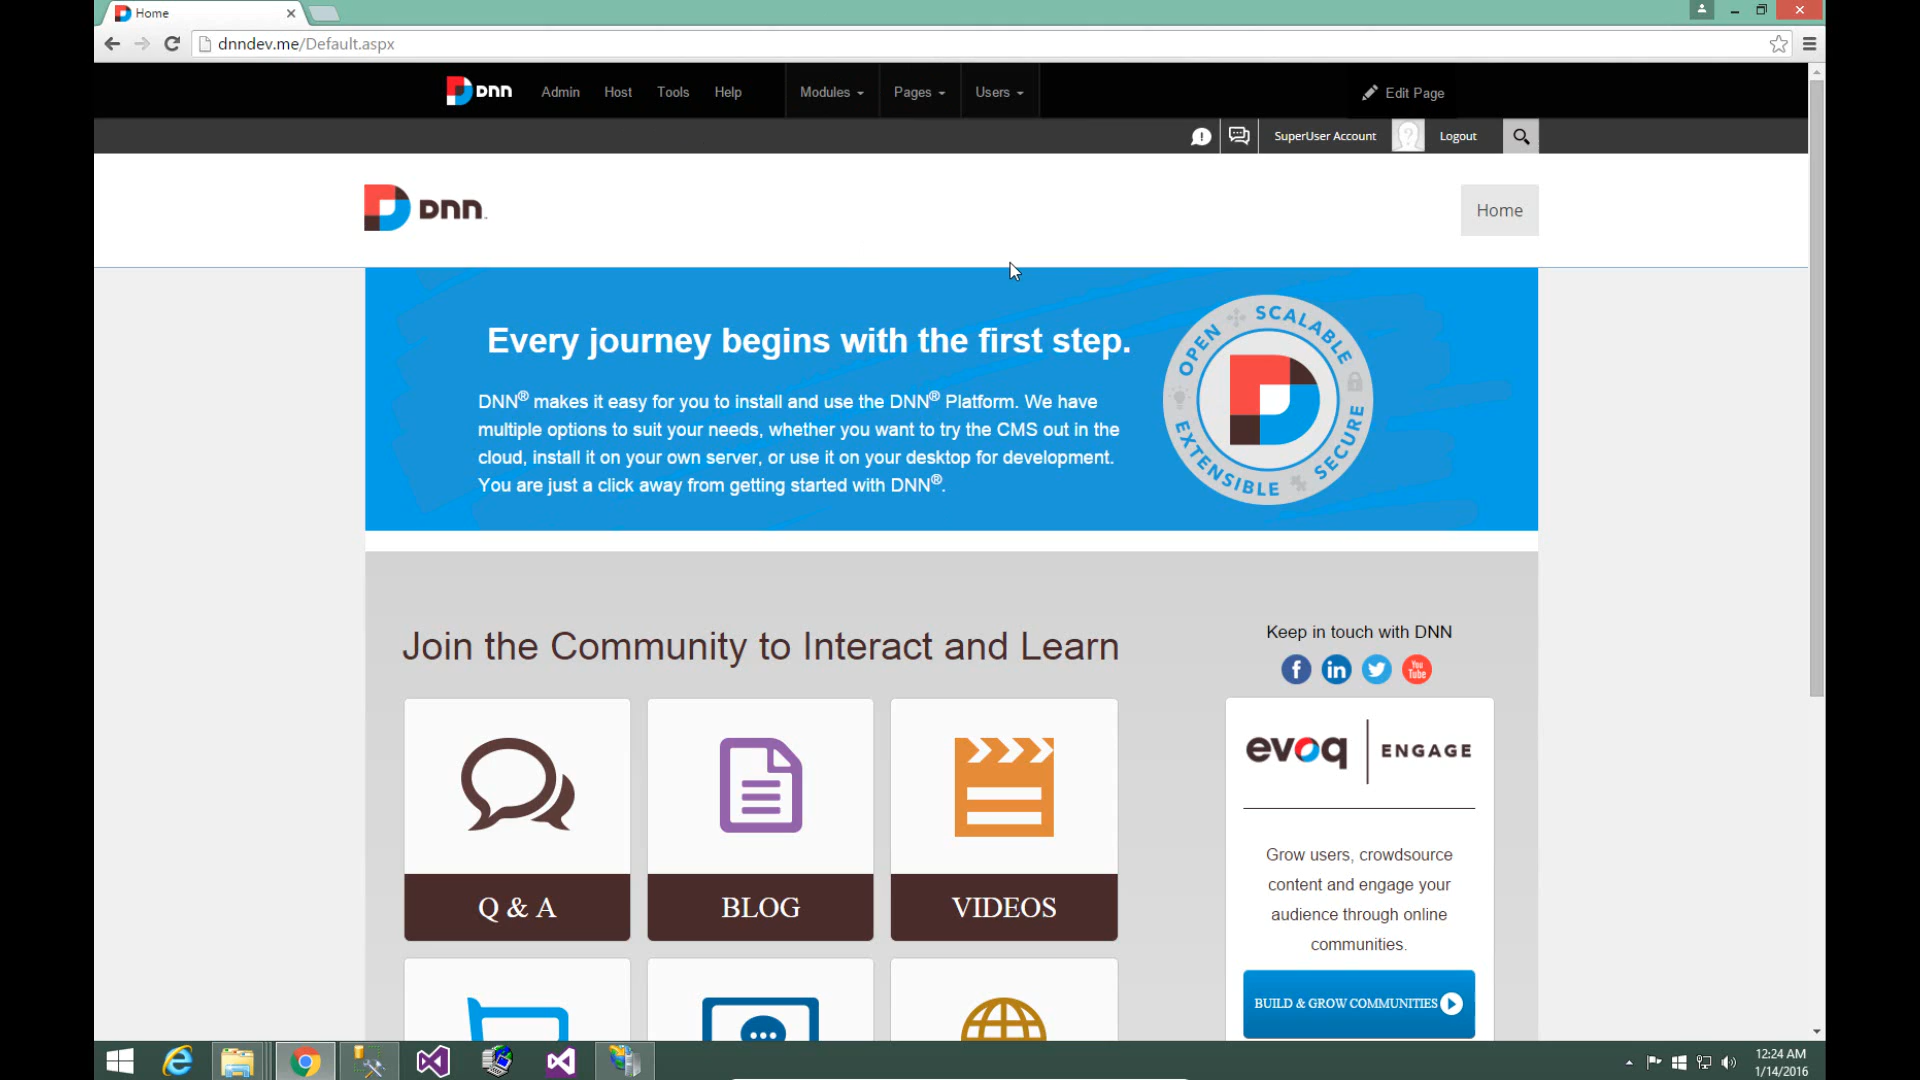 Home
dnndev.me/Default.aspx
DNN Admin Host Tools Help Modules Pages Users Edit Page
SuperUser Account Logout
DNN
Home
Every journey begins with the first step.
DNN® makes it easy for you to install and use the DNN® Platform. We have
multiple options to suit your needs, whether you want to try the CMS out in the
cloud, install it on your own server, or use it on your desktop for development.
You are just a click away from getting started with DNN®.
OPEN SCALABLE SECURE EXTENSIBLE
Join the Community to Interact and Learn
Q & A
BLOG
VIDEOS
Keep in touch with DNN
f in You Tube
evoq ENGAGE
Grow users, crowdsource
content and engage your
audience through online
communities.
BUILD & GROW COMMUNITIES
12:24 AM
1/14/2016